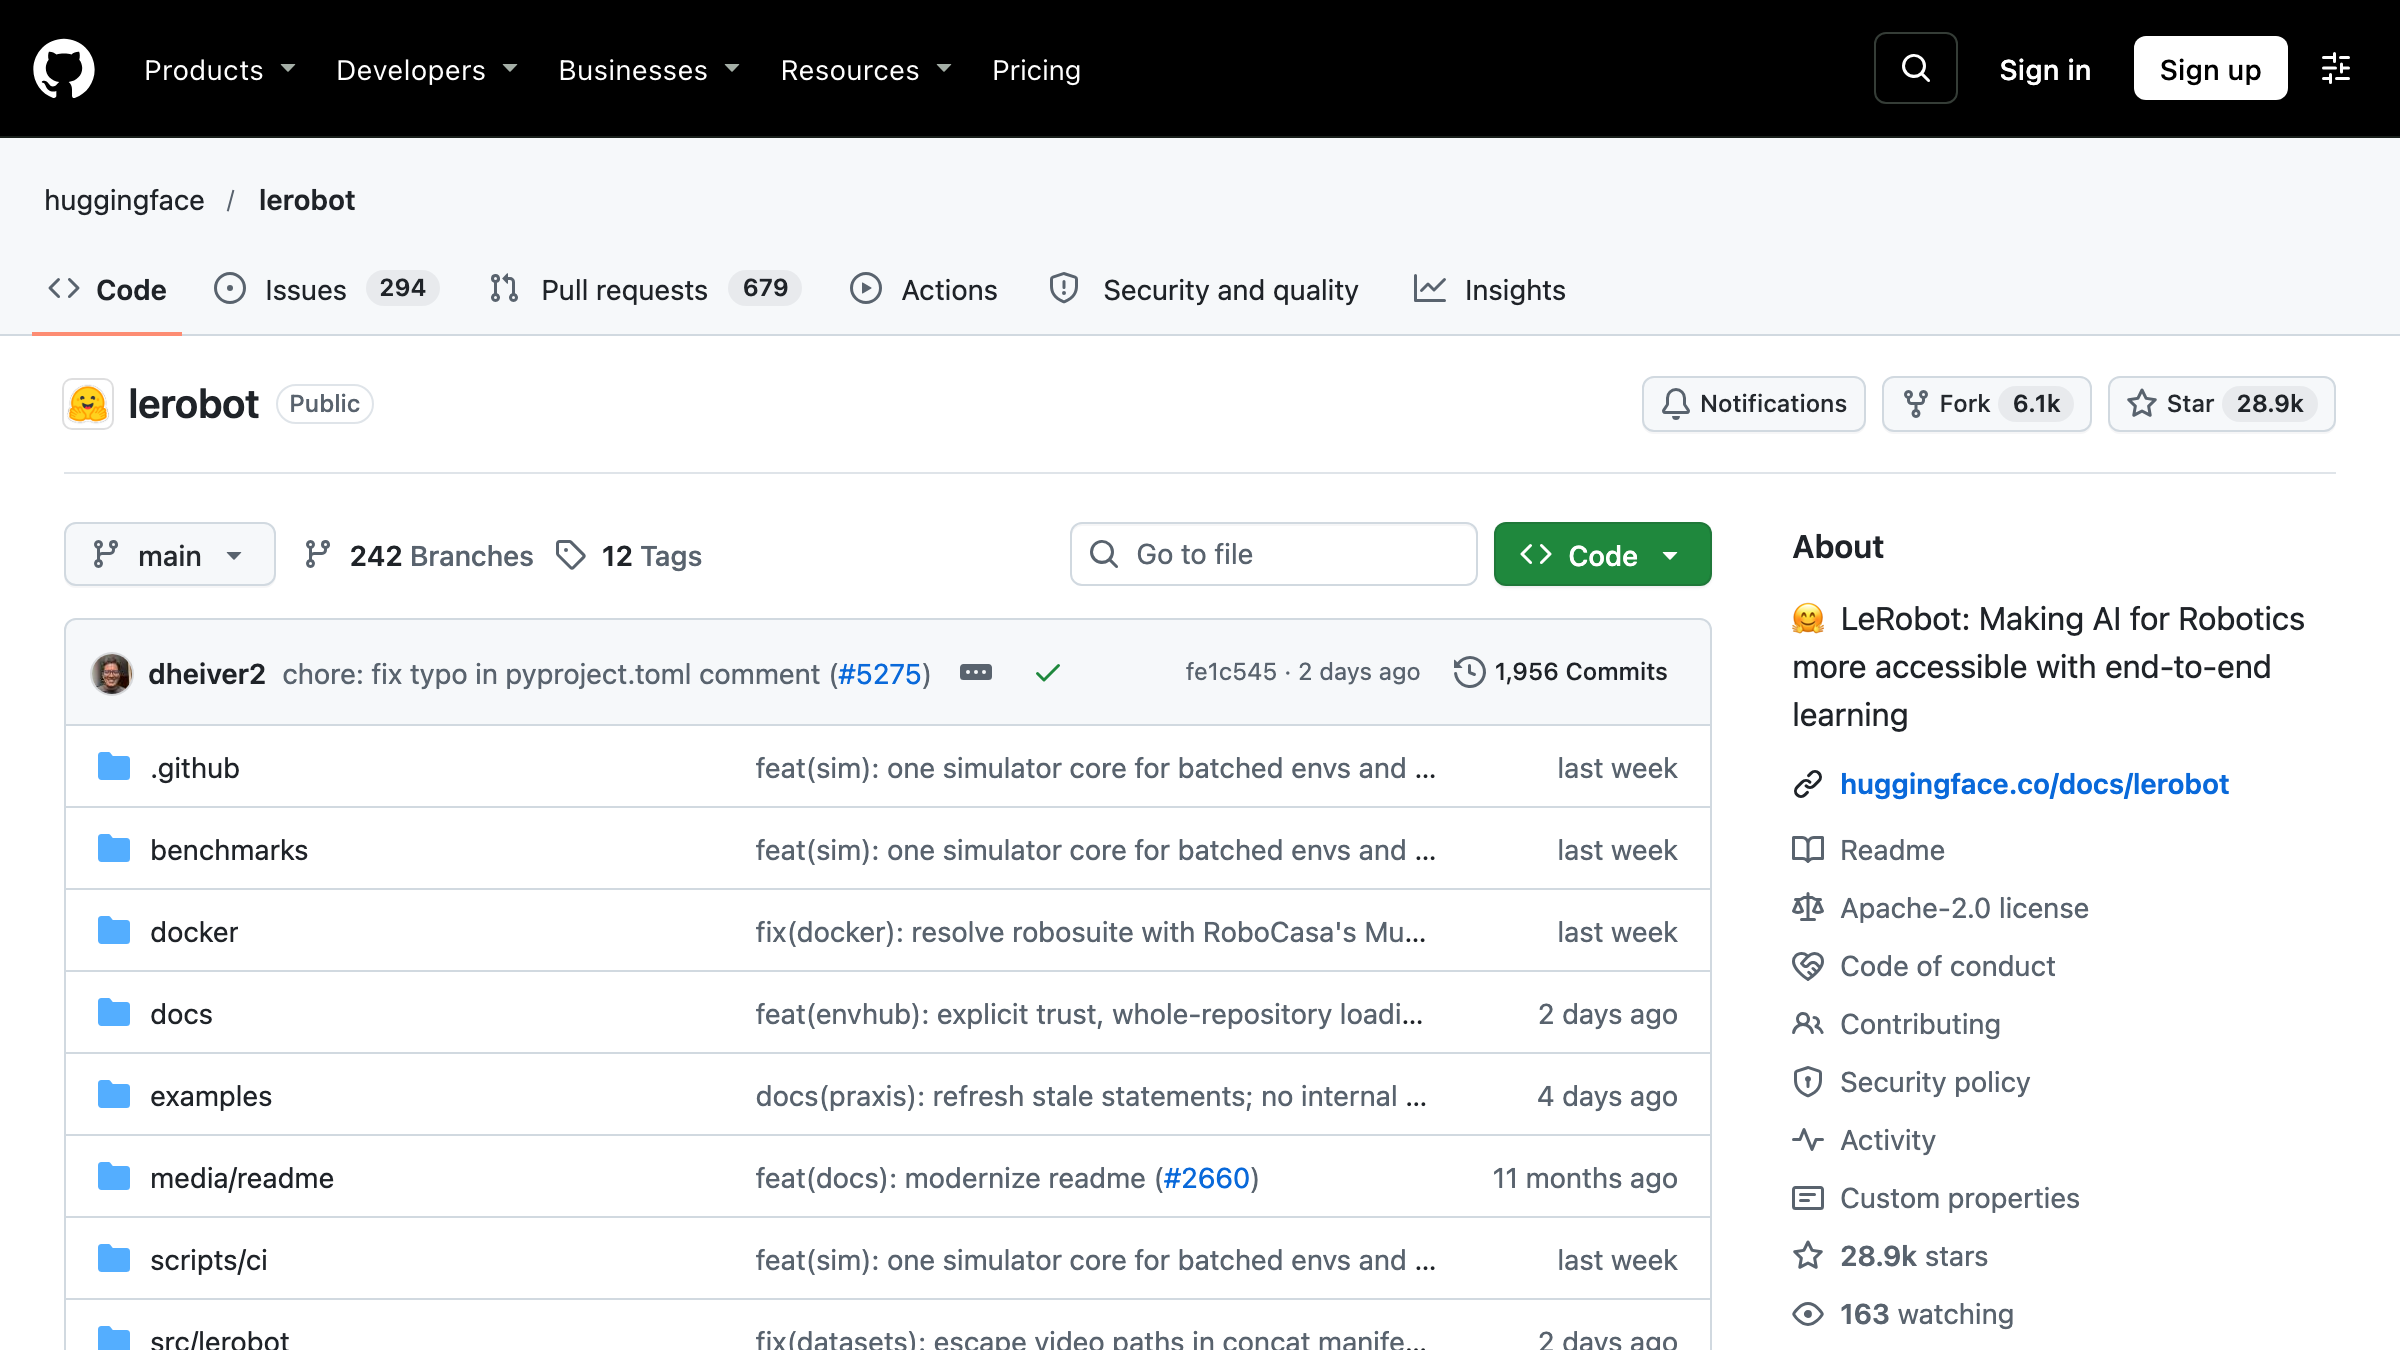 Products Developers Businesses Resources Pricing Sign in Sign up
huggingface / lerobot
Code Issues 294 Pull requests 679 Actions Security and quality Insights
lerobot Public Notifications Fork 6.1k Star 28.9k
main 242 Branches 12 Tags Go to file Code
dheiver2 chore: fix typo in pyproject.toml comment (#5275) fe1c545 · 2 days ago 1,956 Commits
.github feat(sim): one simulator core for batched envs and ... last week
benchmarks feat(sim): one simulator core for batched envs and ... last week
docker fix(docker): resolve robosuite with RoboCasa's Mu... last week
docs feat(envhub): explicit trust, whole-repository loadi... 2 days ago
examples docs(praxis): refresh stale statements; no internal ... 4 days ago
media/readme feat(docs): modernize readme (#2660) 11 months ago
scripts/ci feat(sim): one simulator core for batched envs and ... last week
src/lerobot fix(datasets): escape video paths in concat manife... 2 days ago
About
🤗 LeRobot: Making AI for Robotics
more accessible with end-to-end
learning
huggingface.co/docs/lerobot
Readme
Apache-2.0 license
Code of conduct
Contributing
Security policy
Activity
Custom properties
28.9k stars
163 watching